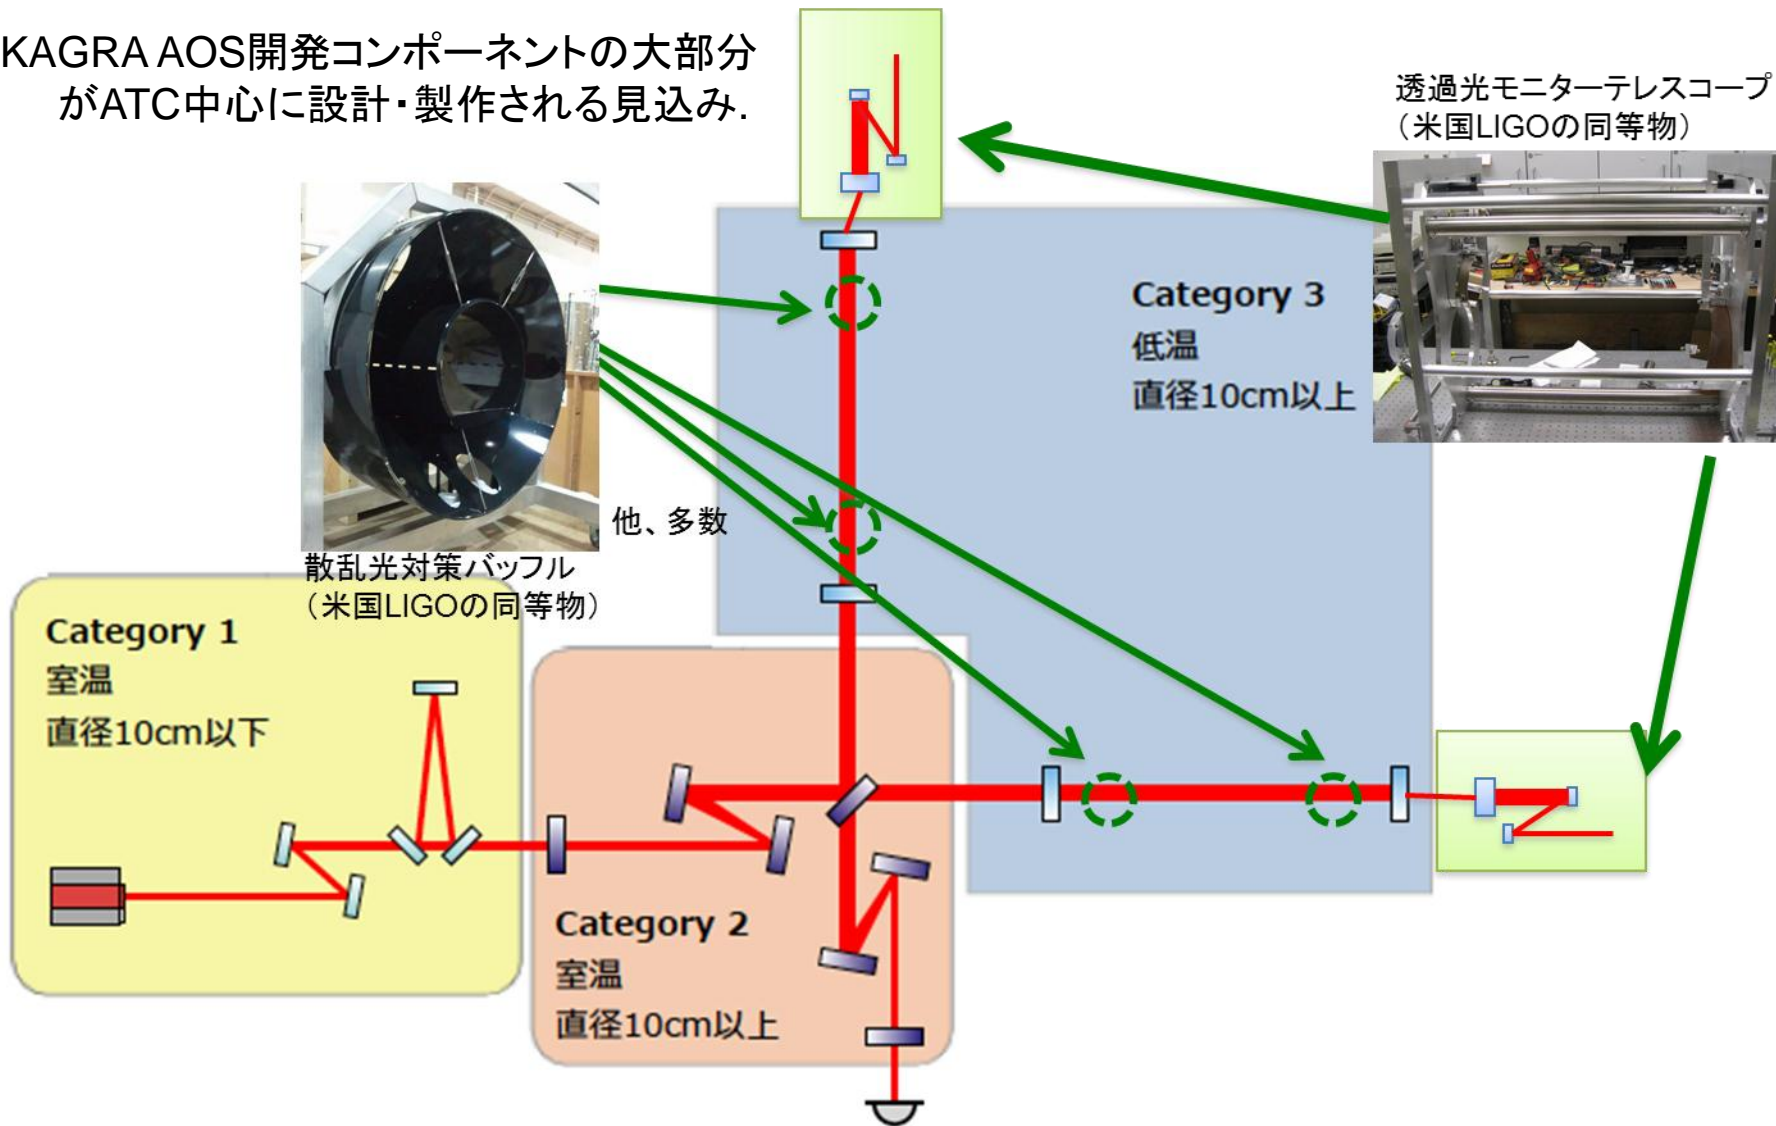 KAGRA AOS開発コンポーネントの大部分
がATC中心に設計・製作される見込み.
透過光モニターテレスコープ
（米国LIGOの同等物）
Category 3
低温
直径10cm以上
他、多数
散乱光対策バッフル
（米国LIGOの同等物）
Category 1
室温
直径10cm以下
Category 2
室温
直径10cm以上